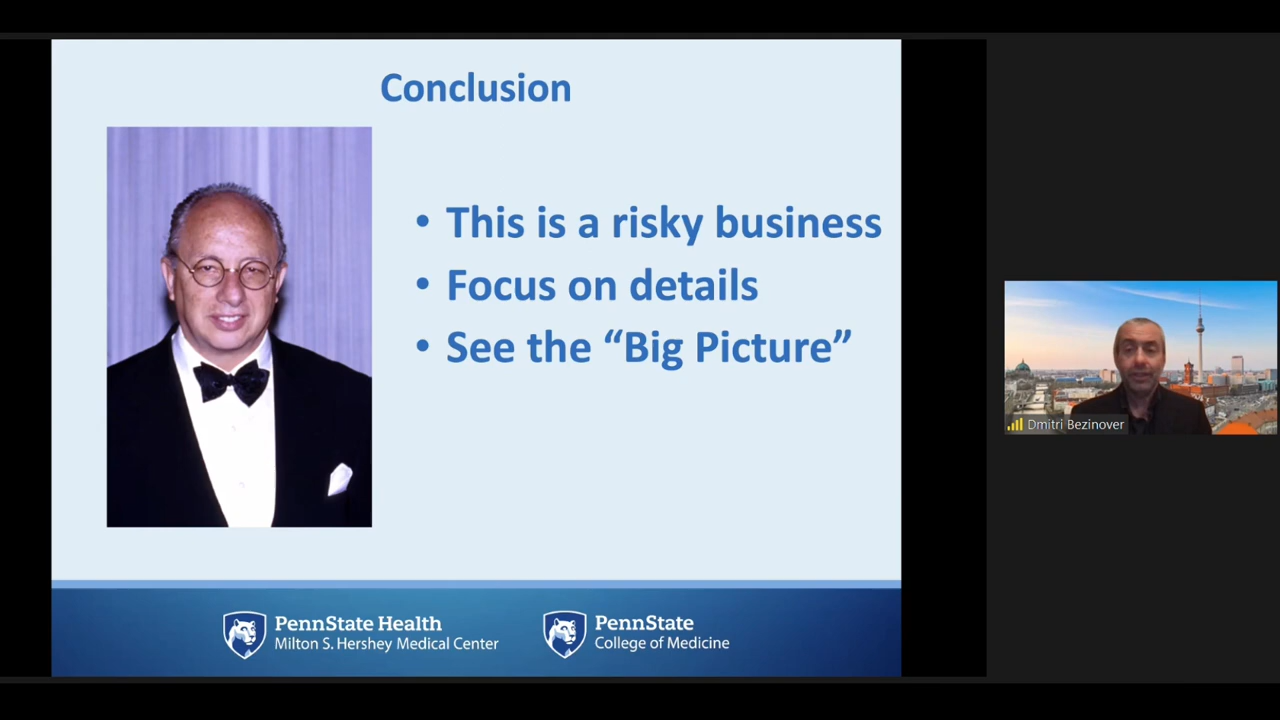 Conclusion
• This is a risky business
• Focus on details
• See the “Big Picture”
PennState Health
Milton S. Hershey Medical Center
PennState
College of Medicine
Dmitri Bezinover